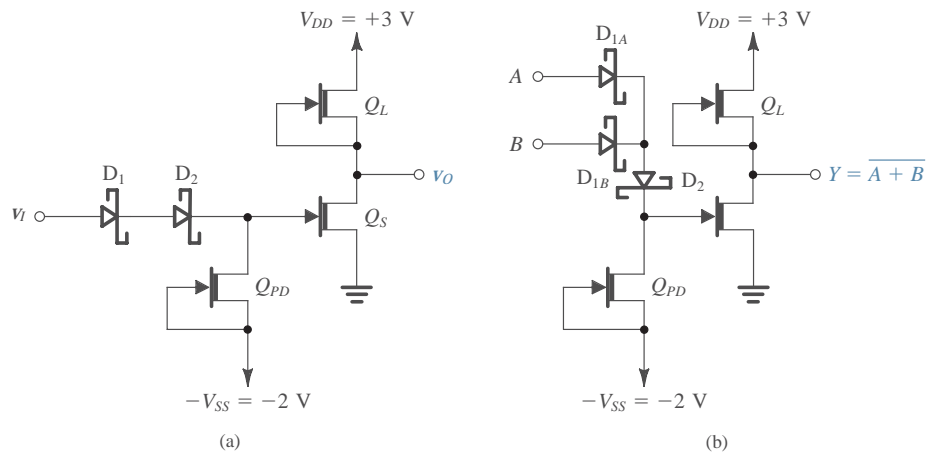 V_DD = +3 V
Q_L
D_1
D_2
v_I
v_O
Q_S
Q_PD
−V_SS = −2 V
(a)
V_DD = +3 V
D_1A
A
Q_L
B
D_1B
D_2
Y = \overline{A + B}
Q_PD
−V_SS = −2 V
(b)